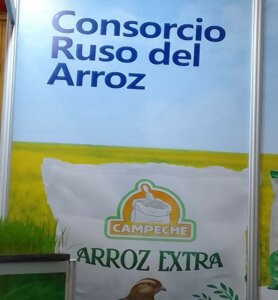 Consorcio
Ruso del
Arroz
CAMPECHE
ARROZ EXTRA